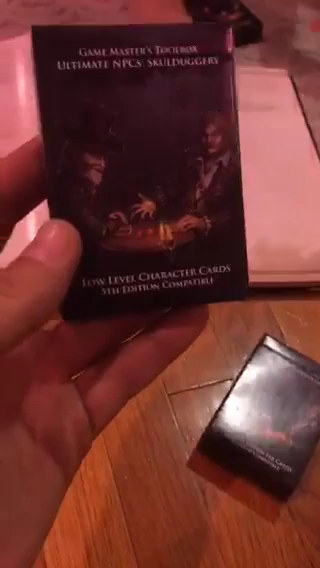 Game Master's Toolbox
Ultimate NPCs: Skulduggery
Low Level Character Cards
5th Edition Compatible